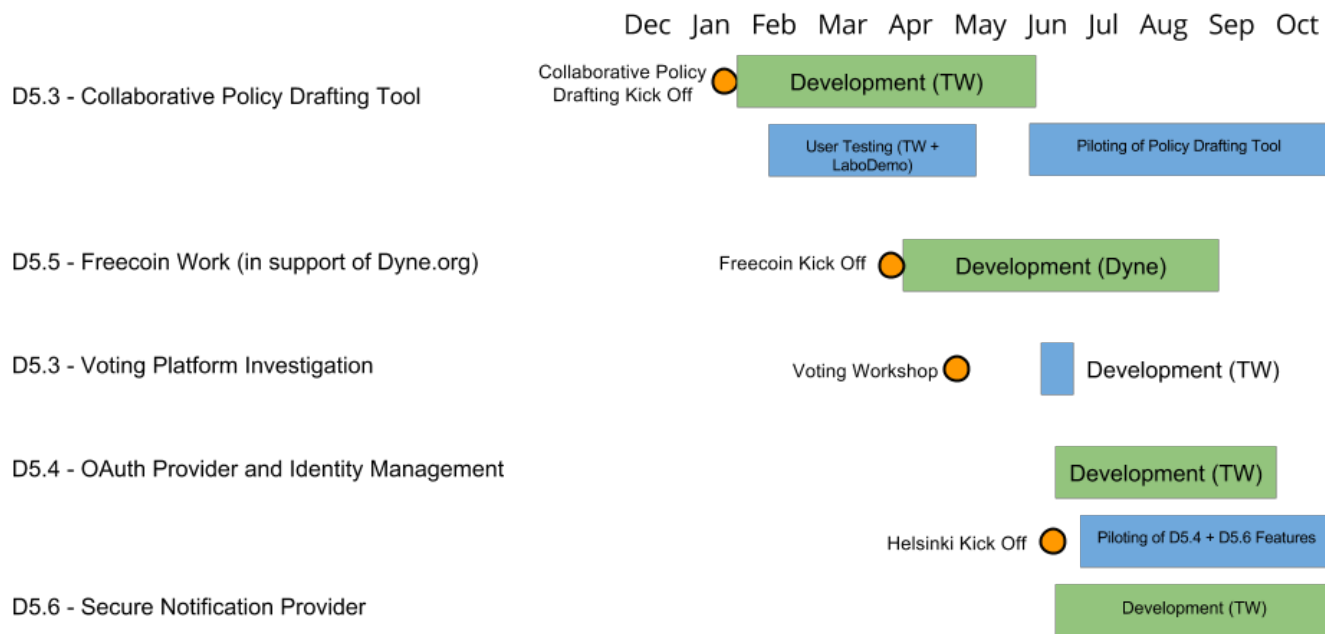 Dec Jan Feb Mar Apr May Jun Jul Aug Sep Oct
D5.3 - Collaborative Policy Drafting Tool
Collaborative Policy
Drafting Kick Off
Development (TW)
User Testing (TW +
LaboDemo)
Piloting of Policy Drafting Tool
D5.5 - Freecoin Work (in support of Dyne.org)
Freecoin Kick Off
Development (Dyne)
D5.3 - Voting Platform Investigation
Voting Workshop
Development (TW)
D5.4 - OAuth Provider and Identity Management
Development (TW)
Helsinki Kick Off
Piloting of D5.4 + D5.6 Features
D5.6 - Secure Notification Provider
Development (TW)